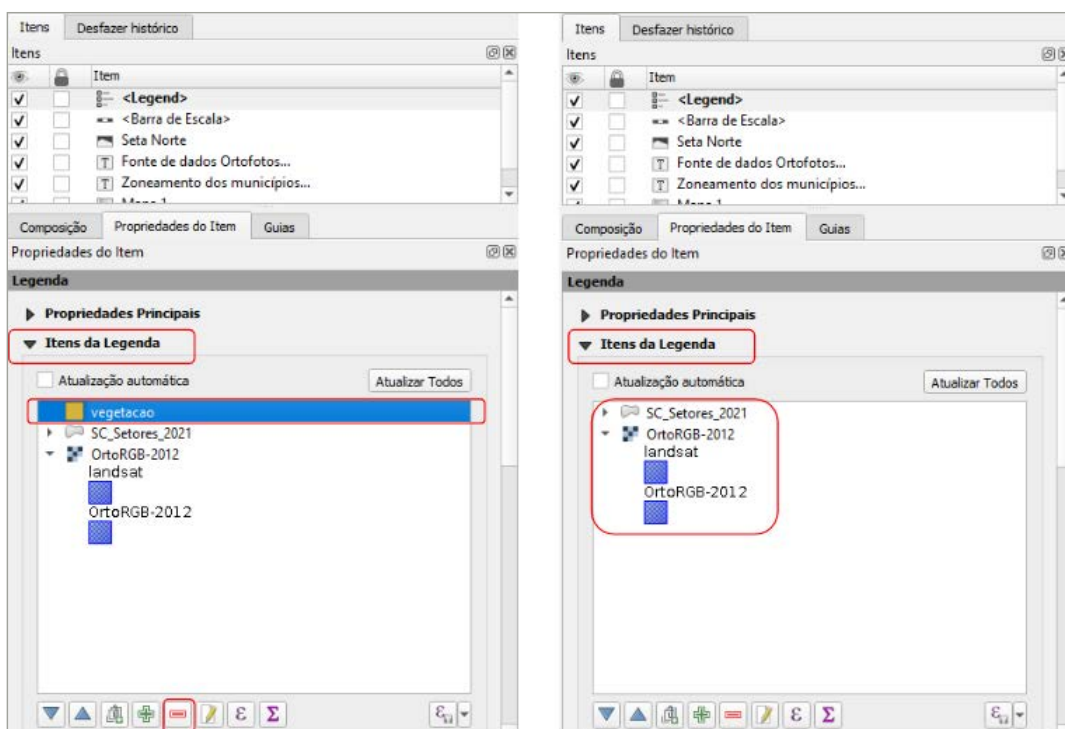 Itens Desfazer histórico
Itens
Item
<Legend>
<Barra de Escala>
Seta Norte
Fonte de dados Ortofotos...
Zoneamento dos municípios...
Mapa 1
Composição Propriedades do Item Guias
Propriedades do Item
Legenda
Propriedades Principais
Itens da Legenda
Atualização automática Atualizar Todos
vegetacao
SC_Setores_2021
OrtoRGB-2012
landsat
OrtoRGB-2012
ε Σ ε
Itens Desfazer histórico
Itens
Item
<Legend>
<Barra de Escala>
Seta Norte
Fonte de dados Ortofotos...
Zoneamento dos municípios...
Mapa 1
Composição Propriedades do Item Guias
Propriedades do Item
Legenda
Propriedades Principais
Itens da Legenda
Atualização automática Atualizar Todos
SC_Setores_2021
OrtoRGB-2012
landsat
OrtoRGB-2012
ε Σ ε